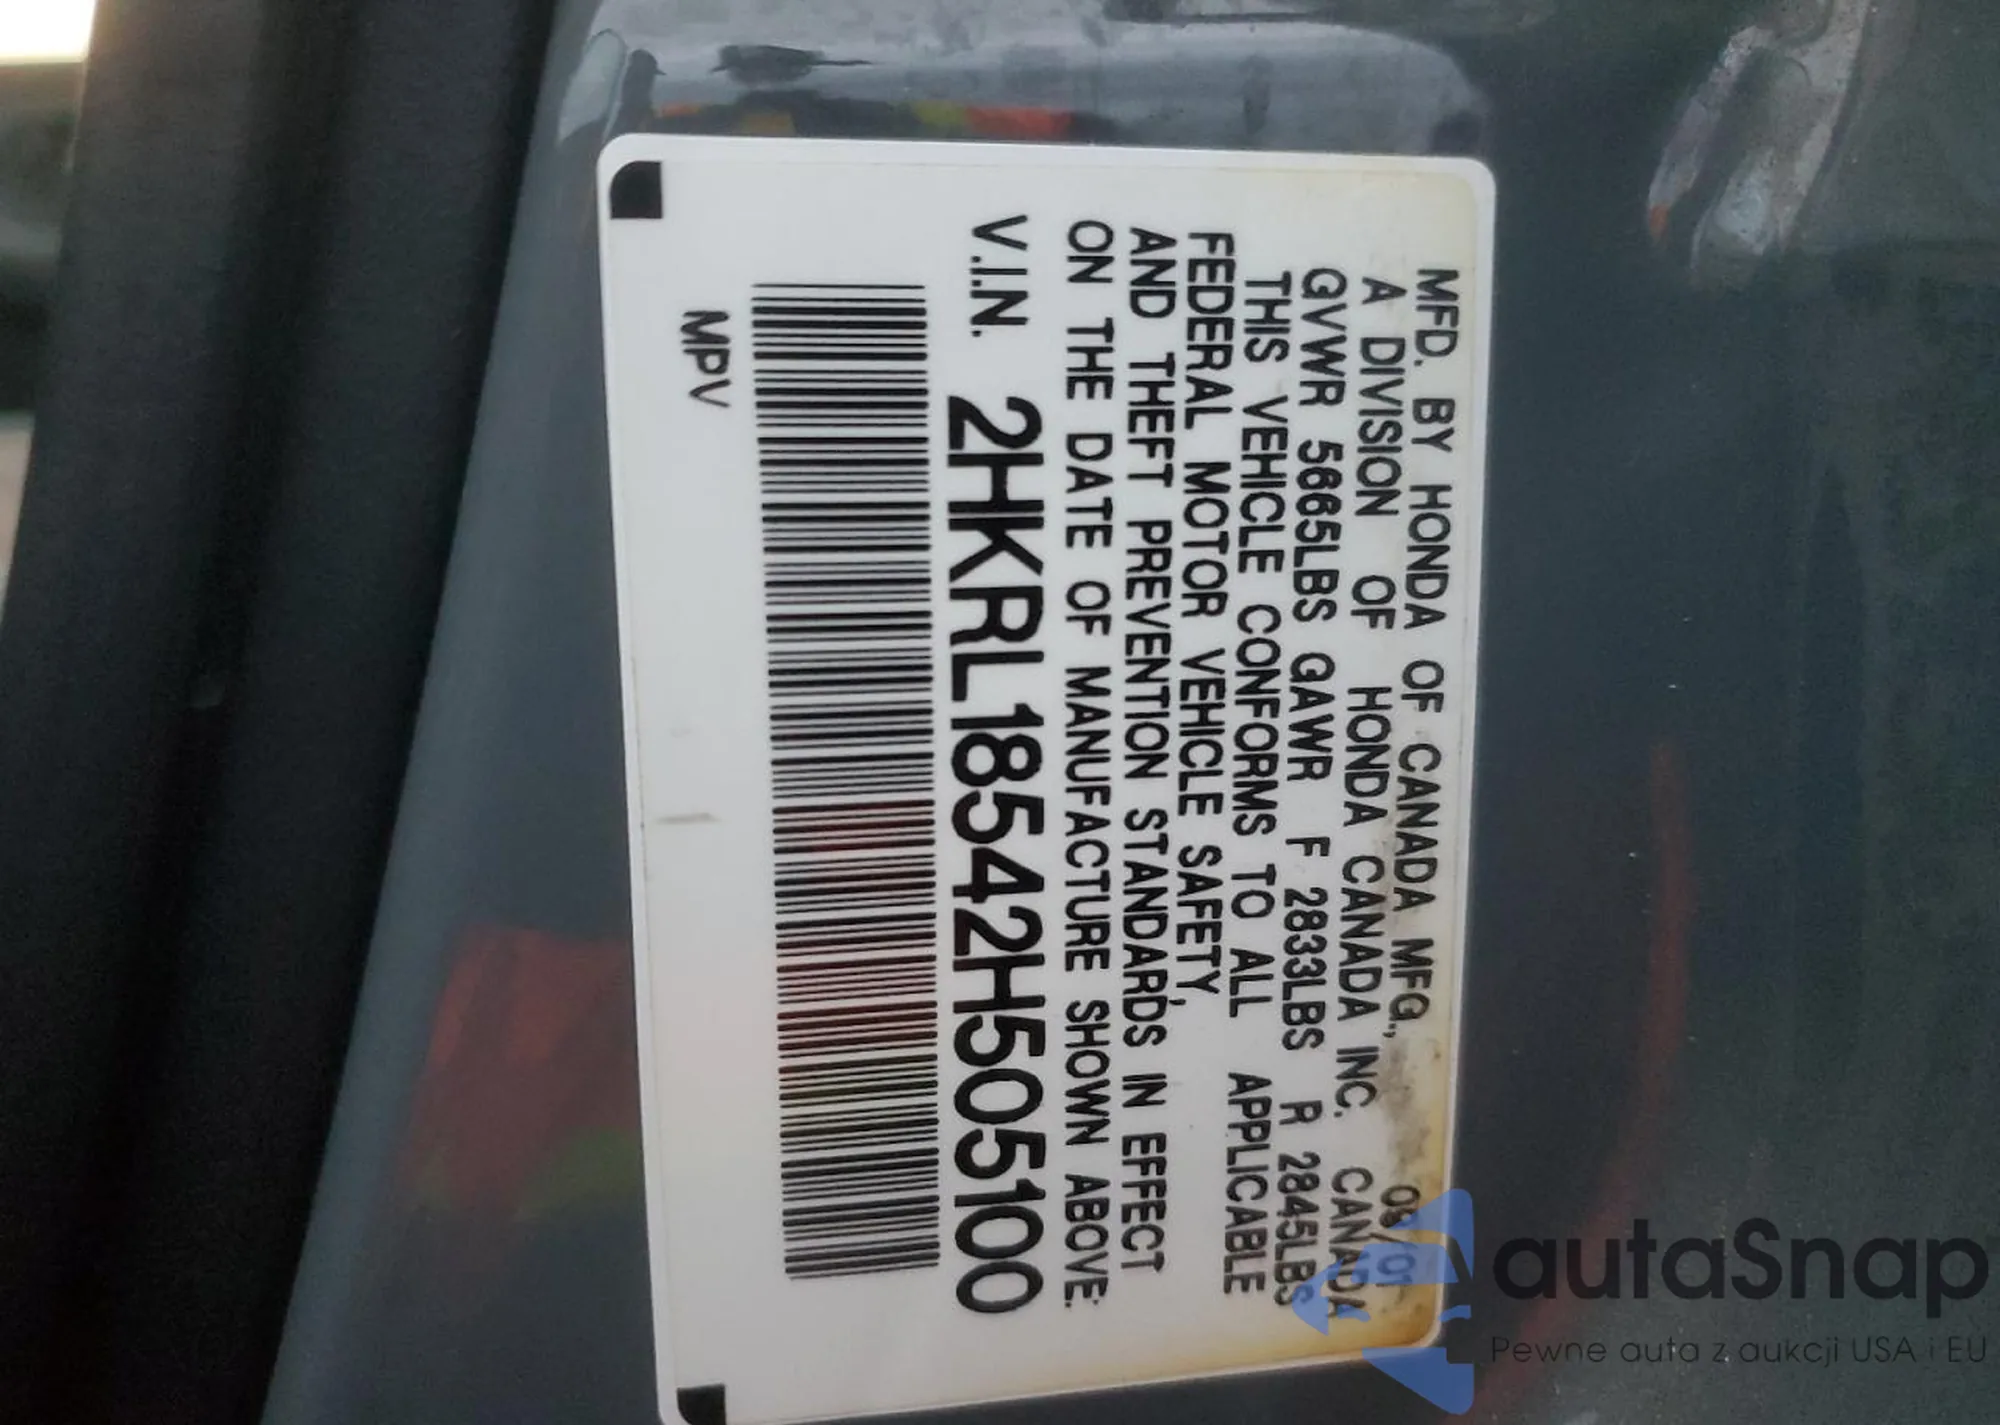 MFD. BY HONDA OF CANADA MFG., 09/01
A DIVISION OF HONDA CANADA INC. CANADA
GVWR 5665LBS GAWR F 2833LBS R 2845LBS
THIS VEHICLE CONFORMS TO ALL APPLICABLE
FEDERAL MOTOR VEHICLE SAFETY,
AND THEFT PREVENTION STANDARDS IN EFFECT
ON THE DATE OF MANUFACTURE SHOWN ABOVE.
V.I.N. 2HKRL18542H505100
MPV
autaSnap
Pewne auta z aukcji USA i EU